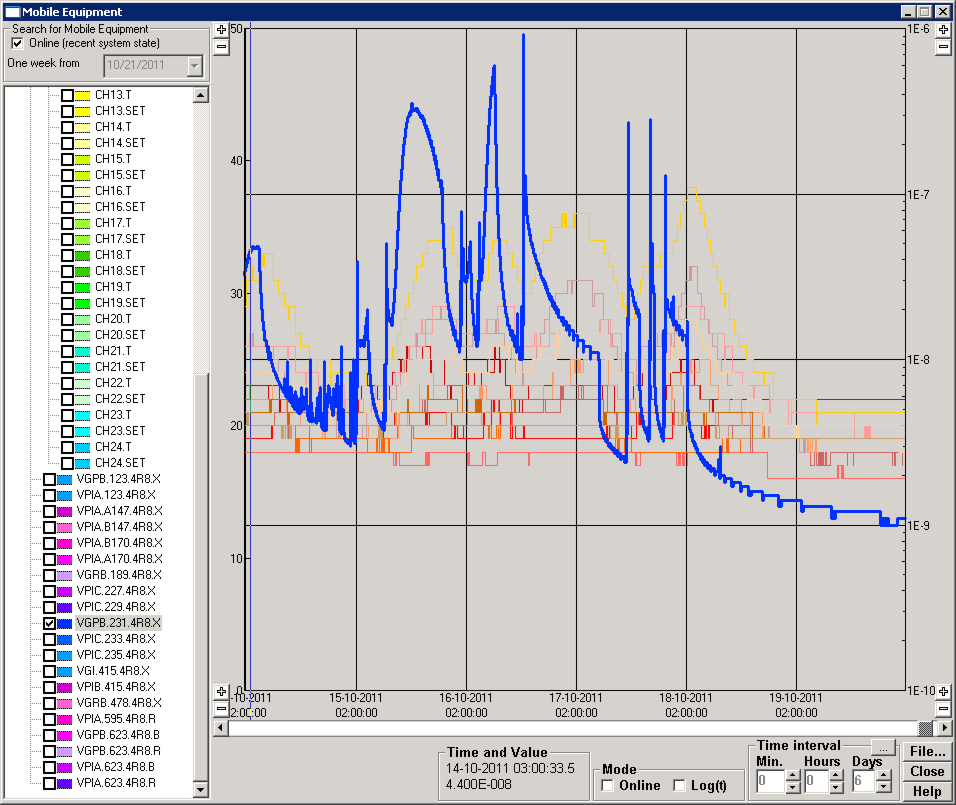 Mobile Equipment
Search for Mobile Equipment
Online (recent system state)
One week from
10/21/2011
CH13.T
CH13.SET
CH14.T
CH14.SET
CH15.T
CH15.SET
CH16.T
CH16.SET
CH17.T
CH17.SET
CH18.T
CH18.SET
CH19.T
CH19.SET
CH20.T
CH20.SET
CH21.T
CH21.SET
CH22.T
CH22.SET
CH23.T
CH23.SET
CH24.T
CH24.SET
VGPB.123.4R8.X
VPIA.123.4R8.X
VPIA.A147.4R8.X
VPIA.B147.4R8.X
VPIA.B170.4R8.X
VPIA.A170.4R8.X
VGRB.189.4R8.X
VPIC.227.4R8.X
VPIC.229.4R8.X
VGPB.231.4R8.X
VPIC.233.4R8.X
VPIC.235.4R8.X
VGI.415.4R8.X
VPIB.415.4R8.X
VGRB.478.4R8.X
VPIA.595.4R8.R
VGPB.623.4R8.B
VGPB.623.4R8.R
VPIA.623.4R8.B
VPIA.623.4R8.R
50
40
30
20
10
0
1E-6
1E-7
1E-8
1E-9
1E-10
-10-2011 15-10-2011 16-10-2011 17-10-2011 18-10-2011 19-10-2011
2:00:00 02:00:00 02:00:00 02:00:00 02:00:00 02:00:00
Time and Value
14-10-2011 03:00:33.5
4.400E-008
Mode
Online Log(t)
Time interval ...
Min. Hours Days
0 0 6
File...
Close
Help